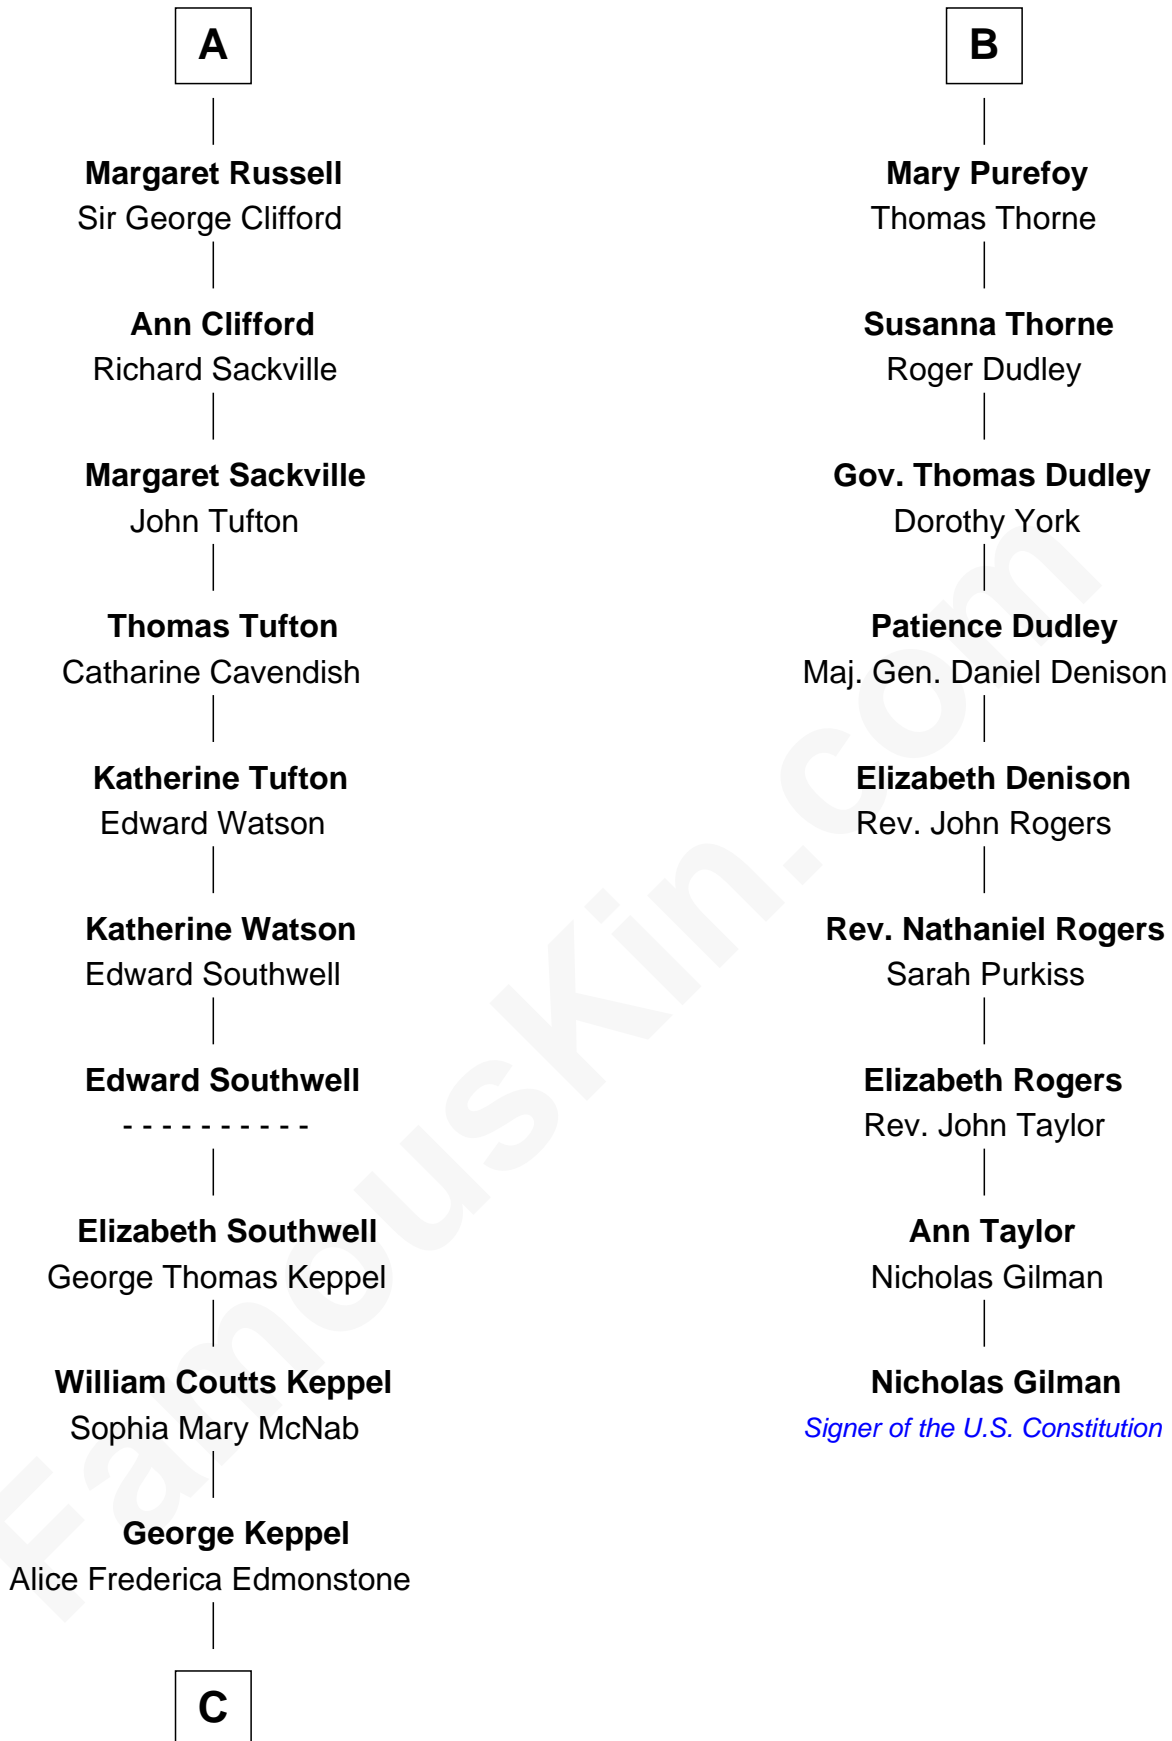 A
Margaret Russell
Sir George Clifford
Ann Clifford
Richard Sackville
Margaret Sackville
John Tufton
Thomas Tufton
Catharine Cavendish
Katherine Tufton
Edward Watson
Katherine Watson
Edward Southwell
Edward Southwell
- - - - - - - - - -
Elizabeth Southwell
George Thomas Keppel
William Coutts Keppel
Sophia Mary McNab
George Keppel
Alice Frederica Edmonstone
C
B
Mary Purefoy
Thomas Thorne
Susanna Thorne
Roger Dudley
Gov. Thomas Dudley
Dorothy York
Patience Dudley
Maj. Gen. Daniel Denison
Elizabeth Denison
Rev. John Rogers
Rev. Nathaniel Rogers
Sarah Purkiss
Elizabeth Rogers
Rev. John Taylor
Ann Taylor
Nicholas Gilman
Nicholas Gilman
Signer of the U.S. Constitution
FamousKin.com